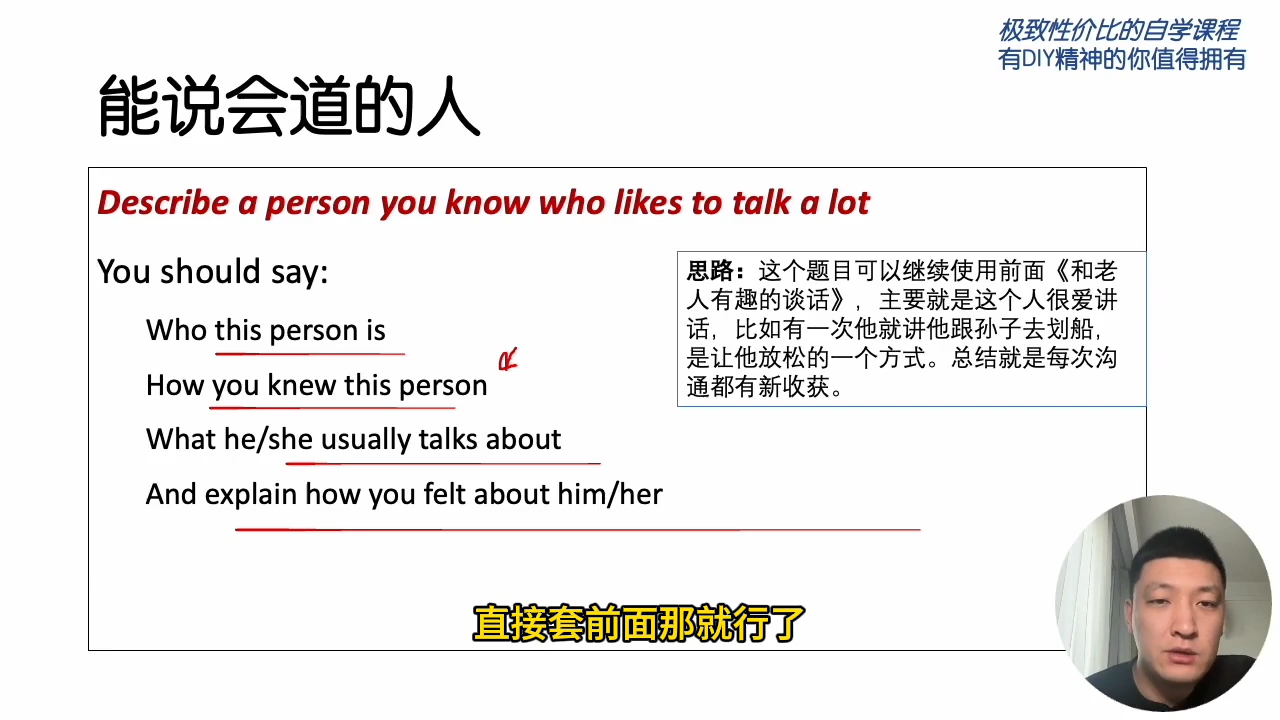 极致性价比的自学课程
有DIY精神的你值得拥有
能说会道的人
Describe a person you know who likes to talk a lot
You should say:
Who this person is
How you knew this person
What he/she usually talks about
And explain how you felt about him/her
思路：这个题目可以继续使用前面《和老
人有趣的谈话》，主要就是这个人很爱讲
话，比如有一次他就讲他跟孙子去划船，
是让他放松的一个方式。总结就是每次沟
通都有新收获。
直接套前面那就行了